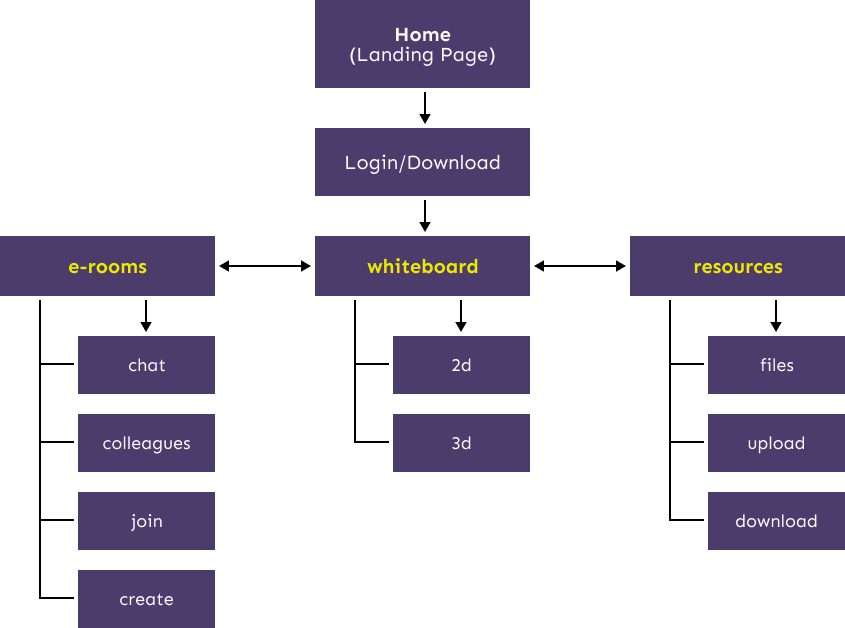 Home
(Landing Page)
Login/Download
e-rooms
whiteboard
resources
chat
2d
files
colleagues
3d
upload
join
download
create